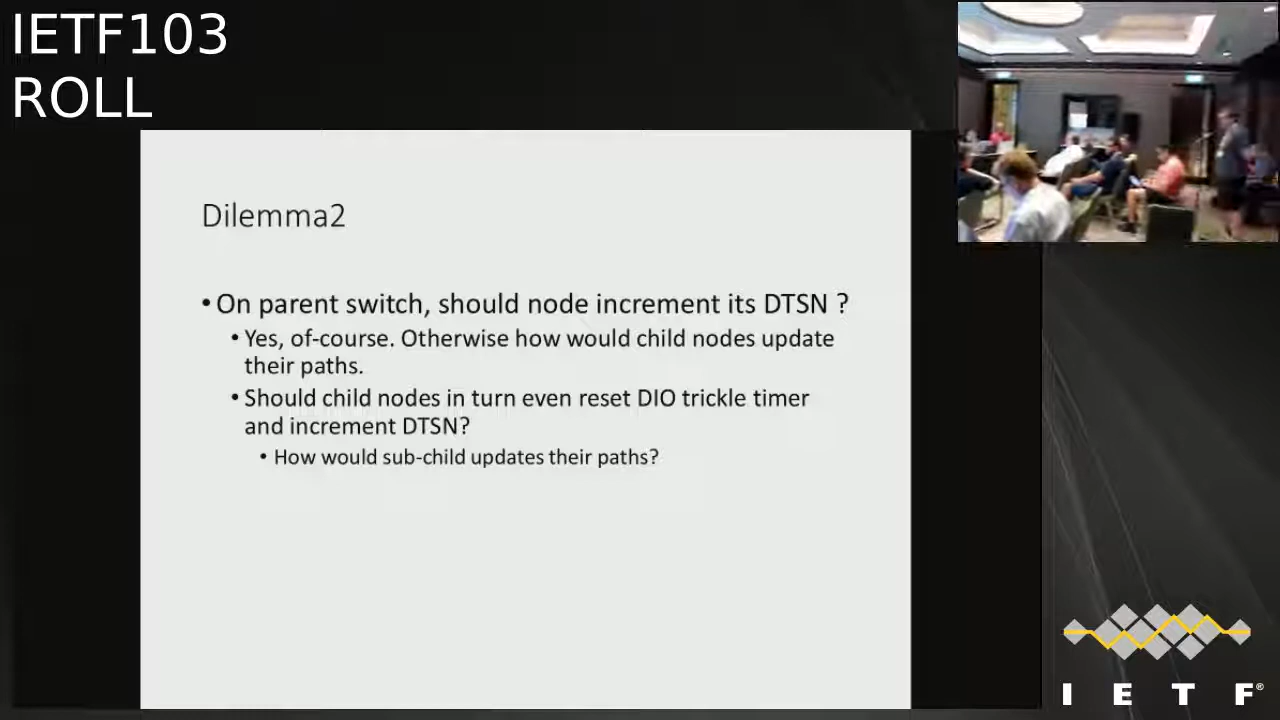 IETF103
ROLL
Dilemma2
•On parent switch, should node increment its DTSN ?
•Yes, of-course. Otherwise how would child nodes update
their paths.
•Should child nodes in turn even reset DIO trickle timer
and increment DTSN?
•How would sub-child updates their paths?
I E T F®